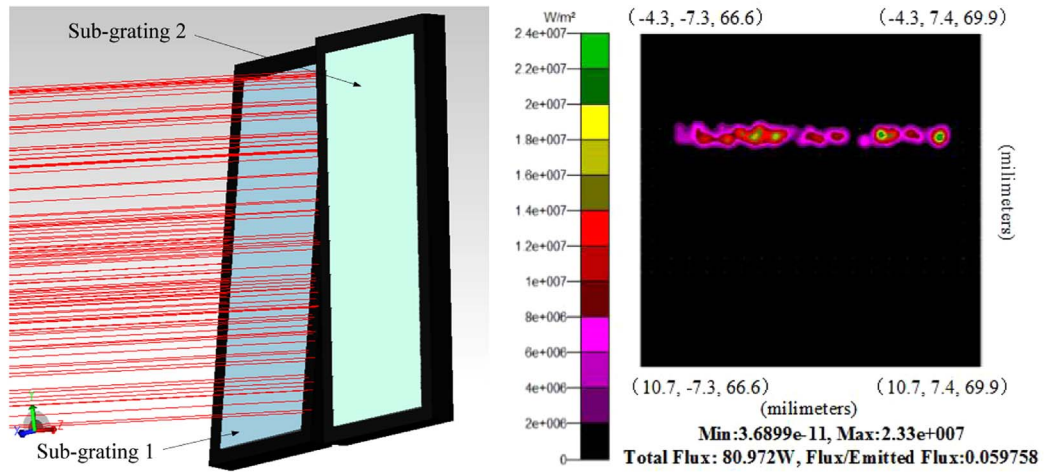 Sub-grating 2
Sub-grating 1
W/m²
2.4e+007
2.2e+007
2e+007
1.8e+007
1.6e+007
1.4e+007
1.2e+007
1e+007
8e+006
6e+006
4e+006
2e+006
0
(-4.3, -7.3, 66.6) (-4.3, 7.4, 69.9)
(milimeters)
(10.7, -7.3, 66.6) (10.7, 7.4, 69.9)
(milimeters)
Min:3.6899e-11, Max:2.33e+007
Total Flux: 80.972W, Flux/Emitted Flux:0.059758